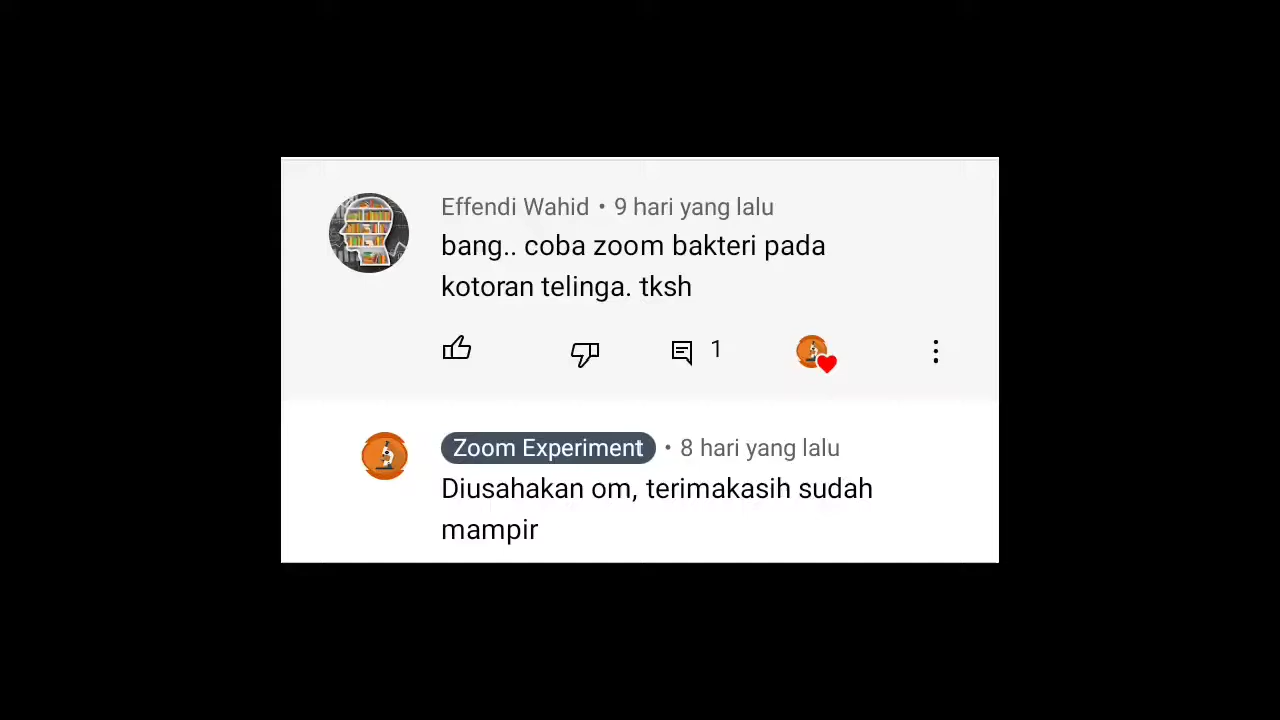 Effendi Wahid • 9 hari yang lalu
bang.. coba zoom bakteri pada
kotoran telinga. tksh
1
Zoom Experiment • 8 hari yang lalu
Diusahakan om, terimakasih sudah
mampir